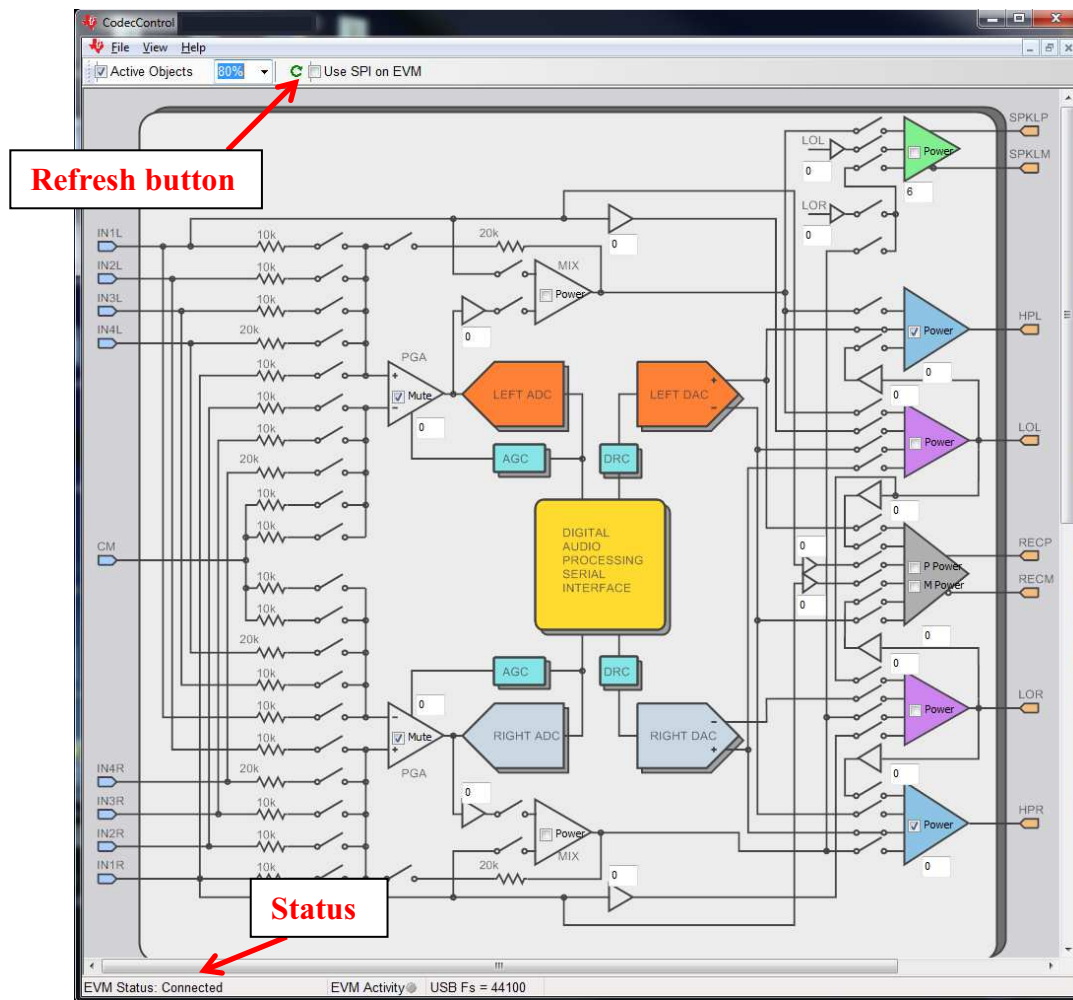 CodecControl
File View Help
Active Objects 80% Use SPI on EVM
Refresh button
SPKLP
LOL
Power
0
SPKLM
6
LOR
0
IN1L
10k
20k
0
MIX
IN2L
10k
Power
IN3L
10k
0
HPL
Power
IN4L
20k
PGA
0
10k
Mute
LEFT ADC
LEFT DAC
+
-
0
10k
0
LOL
Power
10k
AGC
DRC
20k
0
10k
DIGITAL
AUDIO
PROCESSING
SERIAL
INTERFACE
10k
CM
0
RECP
P Power
M Power
RECM
10k
0
10k
0
20k
AGC
DRC
0
10k
0
LOR
Power
10k
Mute
RIGHT ADC
RIGHT DAC
-
+
10k
PGA
0
IN4R
20k
0
IN3R
10k
HPR
Power
IN2R
10k
Power
MIX
IN1R
10k
20k
0
0
Status
EVM Status: Connected EVM Activity USB Fs = 44100